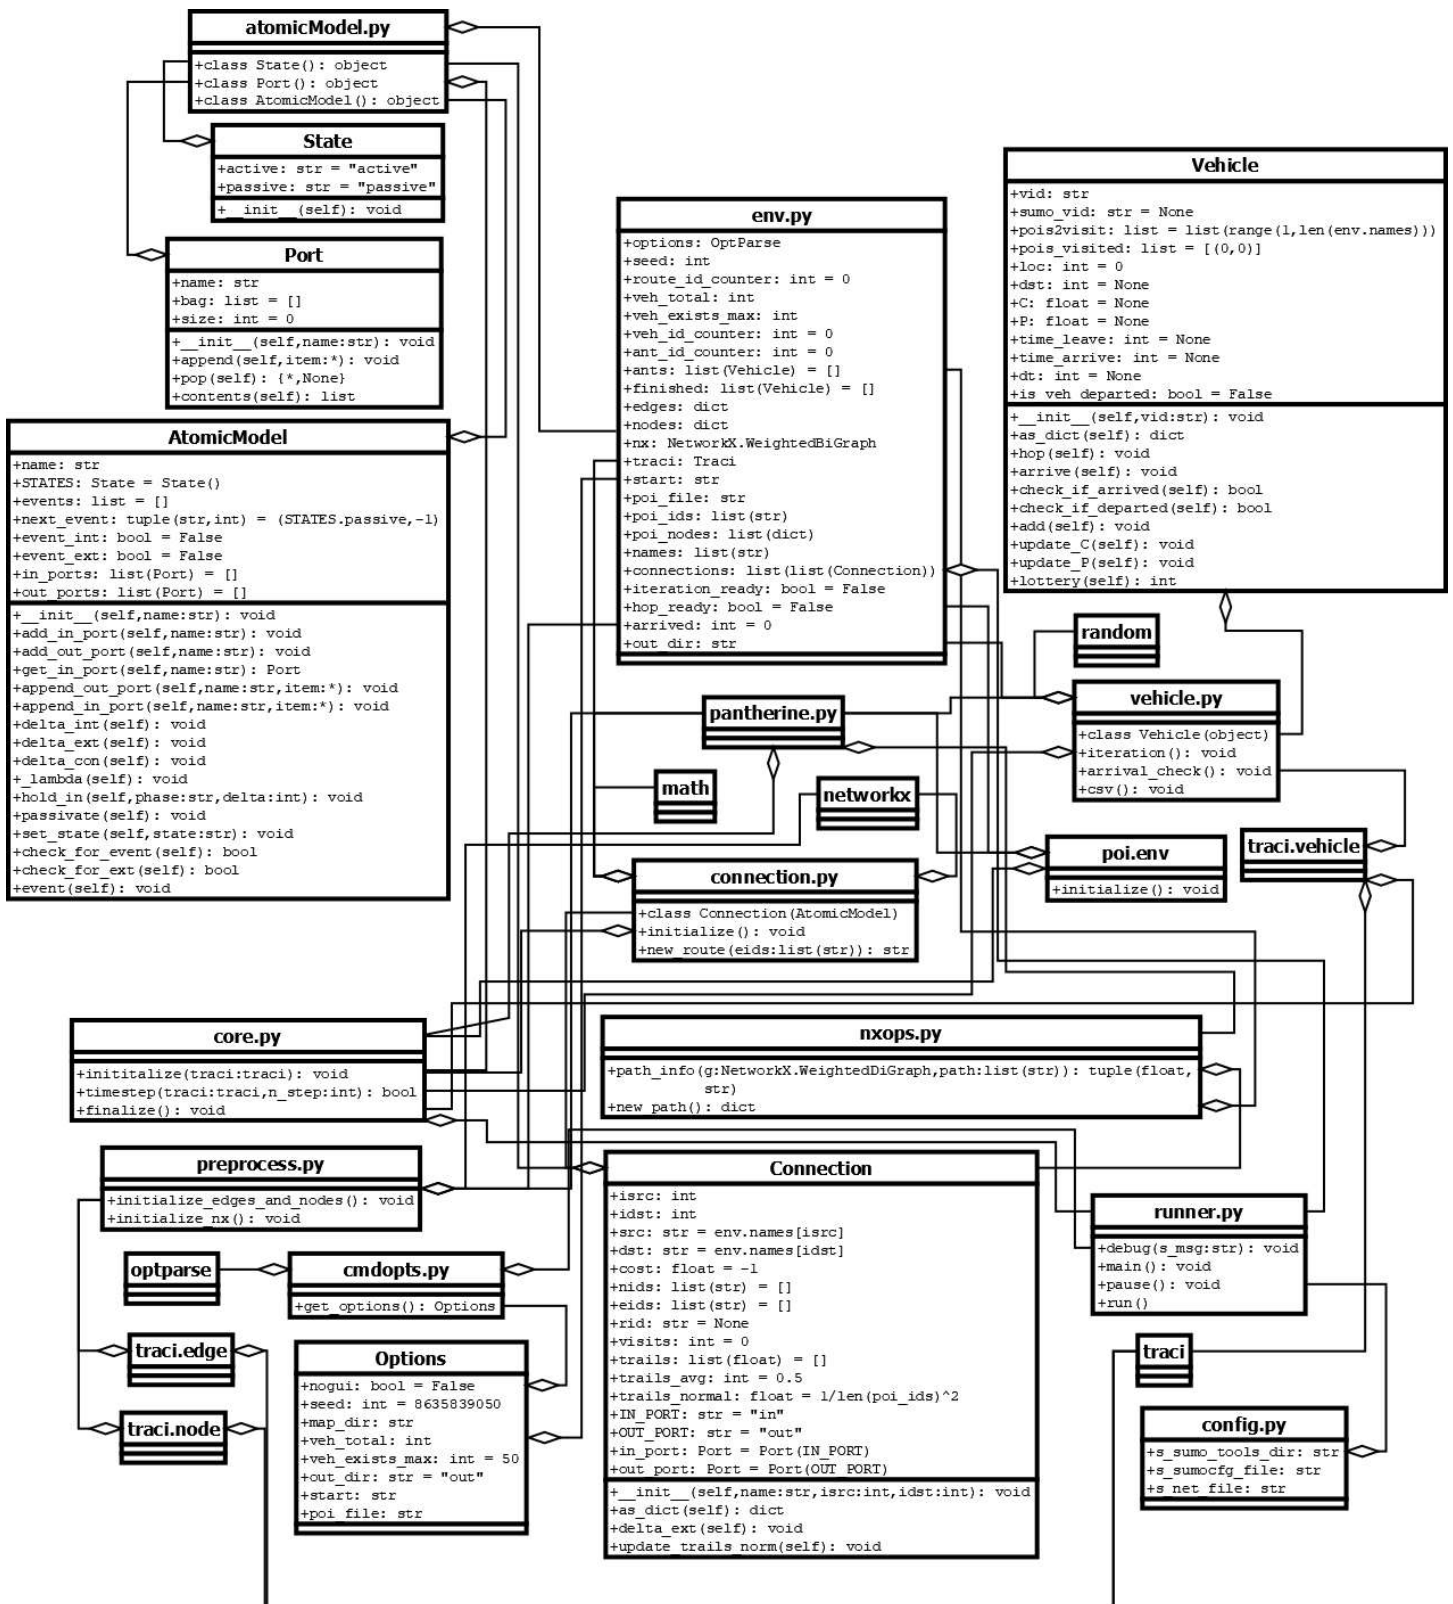 atomicModel.py
+class State(): object
+class Port(): object
+class AtomicModel(): object
State
+active: str = "active"
+passive: str = "passive"
+__init__(self): void
Port
+name: str
+bag: list = []
+size: int = 0
+__init__(self,name:str): void
+append(self,item:*): void
+pop(self): {*,None}
+contents(self): list
AtomicModel
+name: str
+STATES: State = State()
+events: list = []
+next_event: tuple(str,int) = (STATES.passive,-1)
+event_int: bool = False
+event_ext: bool = False
+in_ports: list(Port) = []
+out_ports: list(Port) = []
+__init__(self,name:str): void
+add_in_port(self,name:str): void
+add_out_port(self,name:str): void
+get_in_port(self,name:str): Port
+append_out_port(self,name:str,item:*): void
+append_in_port(self,name:str,item:*): void
+delta_int(self): void
+delta_ext(self): void
+delta_con(self): void
+_lambda(self): void
+hold_in(self,phase:str,delta:int): void
+passivate(self): void
+set_state(self,state:str): void
+check_for_event(self): bool
+check_for_ext(self): bool
+event(self): void
env.py
+options: OptParse
+seed: int
+route_id_counter: int = 0
+veh_total: int
+veh_exists_max: int
+veh_id_counter: int = 0
+ant_id_counter: int = 0
+ants: list(Vehicle) = []
+finished: list(Vehicle) = []
+edges: dict
+nodes: dict
+nx: NetworkX.WeightedBiGraph
+traci: Traci
+start: str
+poi_file: str
+poi_ids: list(str)
+poi_nodes: list(dict)
+names: list(str)
+connections: list(list(Connection))
+iteration_ready: bool = False
+hop_ready: bool = False
+arrived: int = 0
+out_dir: str
Vehicle
+vid: str
+sumo_vid: str = None
+pois2visit: list = list(range(1,len(env.names)))
+pois_visited: list = [(0,0)]
+loc: int = 0
+dst: int = None
+C: float = None
+P: float = None
+time_leave: int = None
+time_arrive: int = None
+dt: int = None
+is_veh_departed: bool = False
+__init__(self,vid:str): void
+as_dict(self): dict
+hop(self): void
+arrive(self): void
+check_if_arrived(self): bool
+check_if_departed(self): bool
+add(self): void
+update_C(self): void
+update_P(self): void
+lottery(self): int
random
pantherine.py
vehicle.py
+class Vehicle(object)
+iteration(): void
+arrival_check(): void
+csv(): void
math
networkx
connection.py
+class Connection(AtomicModel)
+initialize(): void
+new_route(eids:list(str)): str
poi.env
+initialize(): void
traci.vehicle
core.py
+inititalize(traci:traci): void
+timestep(traci:traci,n_step:int): bool
+finalize(): void
nxops.py
+path_info(g:NetworkX.WeightedDiGraph,path:list(str)): tuple(float,
str)
+new_path(): dict
preprocess.py
+initialize_edges_and_nodes(): void
+initialize_nx(): void
optparse
cmdopts.py
+get_options(): Options
traci.edge
traci.node
Options
+nogui: bool = False
+seed: int = 8635839050
+map_dir: str
+veh_total: int
+veh_exists_max: int = 50
+out_dir: str = "out"
+start: str
+poi_file: str
Connection
+isrc: int
+idst: int
+src: str = env.names[isrc]
+dst: str = env.names[idst]
+cost: float = -1
+nids: list(str) = []
+eids: list(str) = []
+rid: str = None
+visits: int = 0
+trails: list(float) = []
+trails_avg: int = 0.5
+trails_normal: float = 1/len(poi_ids)^2
+IN_PORT: str = "in"
+OUT_PORT: str = "out"
+in_port: Port = Port(IN_PORT)
+out_port: Port = Port(OUT_PORT)
+__init__(self,name:str,isrc:int,idst:int): void
+as_dict(self): dict
+delta_ext(self): void
+update_trails_norm(self): void
runner.py
+debug(s_msg:str): void
+main(): void
+pause(): void
+run()
traci
config.py
+s_sumo_tools_dir: str
+s_sumocfg_file: str
+s_net_file: str